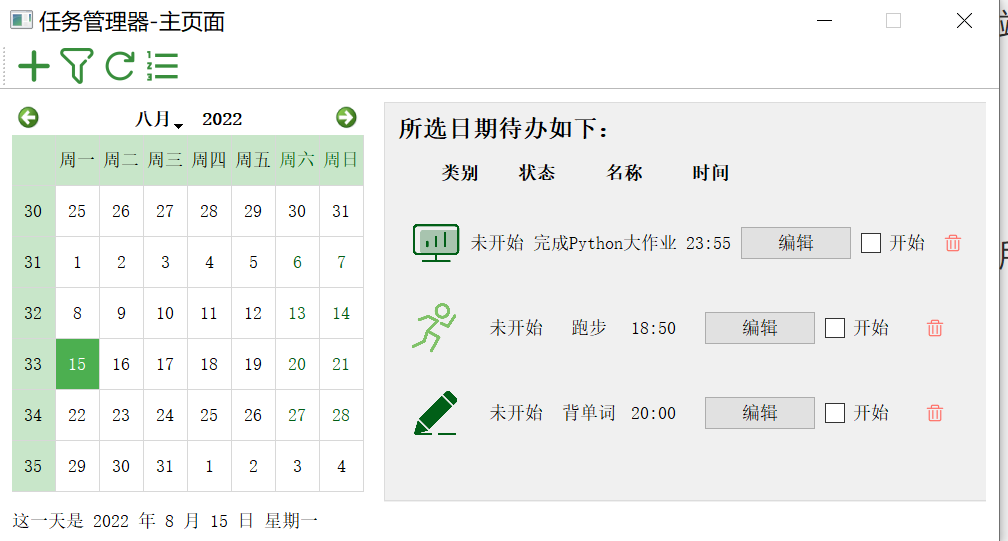 任务管理器-主页面
八月 2022
周一 周二 周三 周四 周五 周六 周日
30 25 26 27 28 29 30 31
31 1 2 3 4 5 6 7
32 8 9 10 11 12 13 14
33 15 16 17 18 19 20 21
34 22 23 24 25 26 27 28
35 29 30 31 1 2 3 4
这一天是 2022 年 8 月 15 日 星期一
所选日期待办如下：
类别 状态 名称 时间
未开始 完成Python大作业 23:55 编辑 开始
未开始 跑步 18:50 编辑 开始
未开始 背单词 20:00 编辑 开始